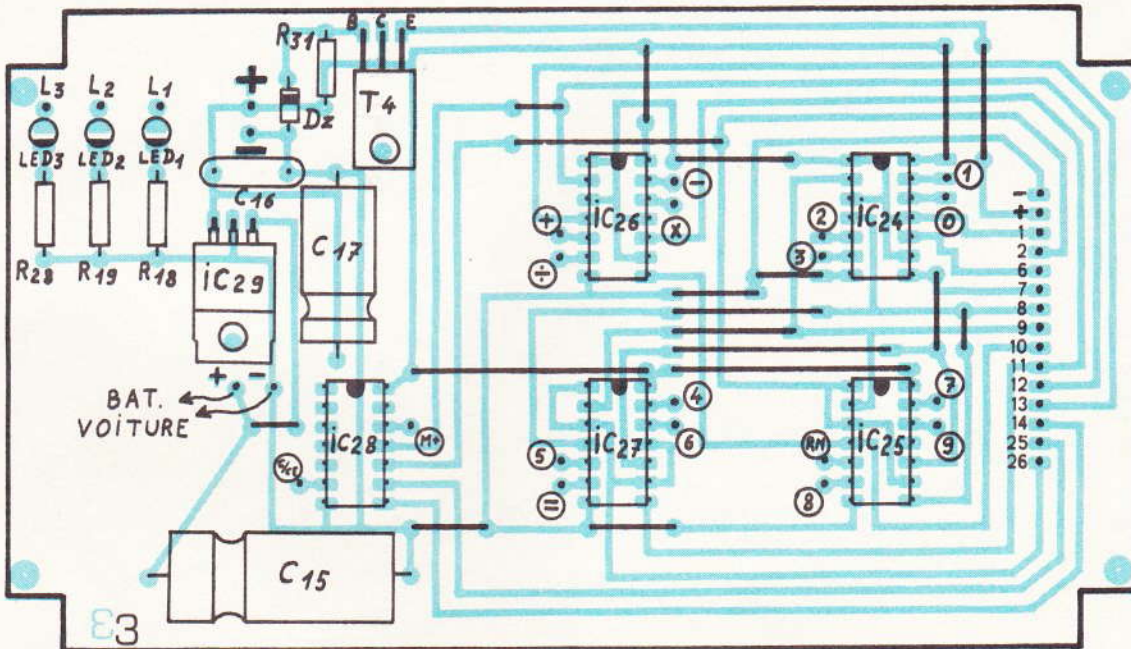 B C E
R31
+
L3 L2 L1
T4
DZ
−
LED3 LED2 LED1
C16
1
−
IC26
X
+
÷
2
IC24
0
3
C17
R28 R19 R18
IC29
−
+
1
2
6
7
8
9
10
11
12
13
14
25
26
+ −
BAT.
VOITURE
IC28
M+
4
IC27
6
5
=
7
RM
IC25
9
8
C15
E3